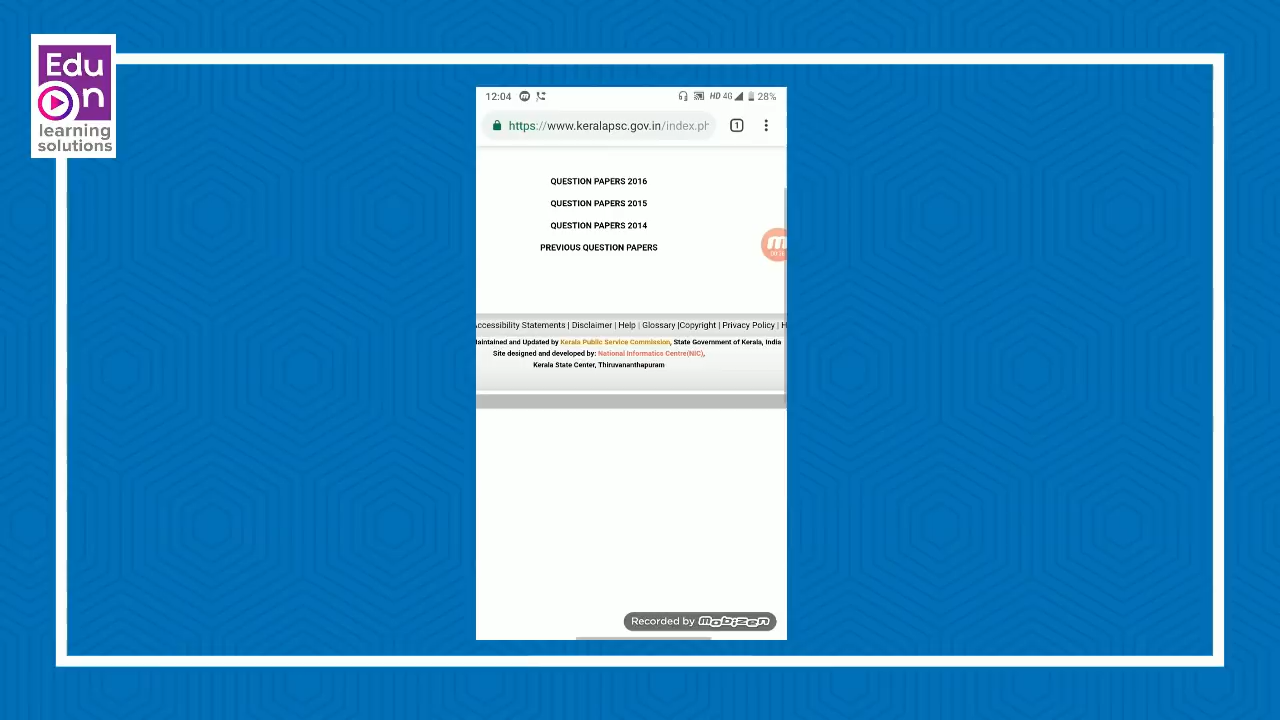 Edu
On
learning
solutions
12:04
HD 4G 28%
https://www.keralapsc.gov.in/index.ph
1
QUESTION PAPERS 2016
QUESTION PAPERS 2015
QUESTION PAPERS 2014
PREVIOUS QUESTION PAPERS
Accessibility Statements | Disclaimer | Help | Glossary |Copyright | Privacy Policy | H
Maintained and Updated by Kerala Public Service Commission, State Government of Kerala, India
Site designed and developed by: National Informatics Centre(NIC),
Kerala State Center, Thiruvananthapuram
Recorded by Mobizen